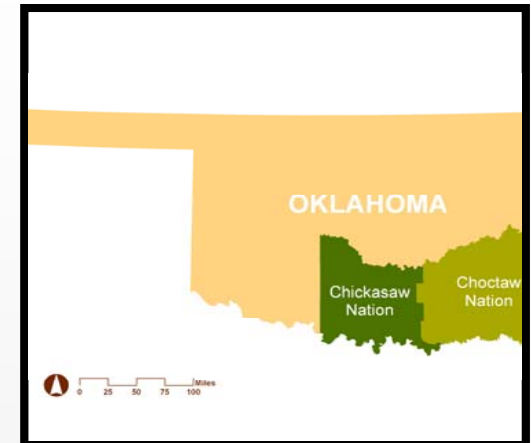 OKLAHOMA
Chickasaw
Nation
Choctaw
Nation
Miles
0 25 50 75 100